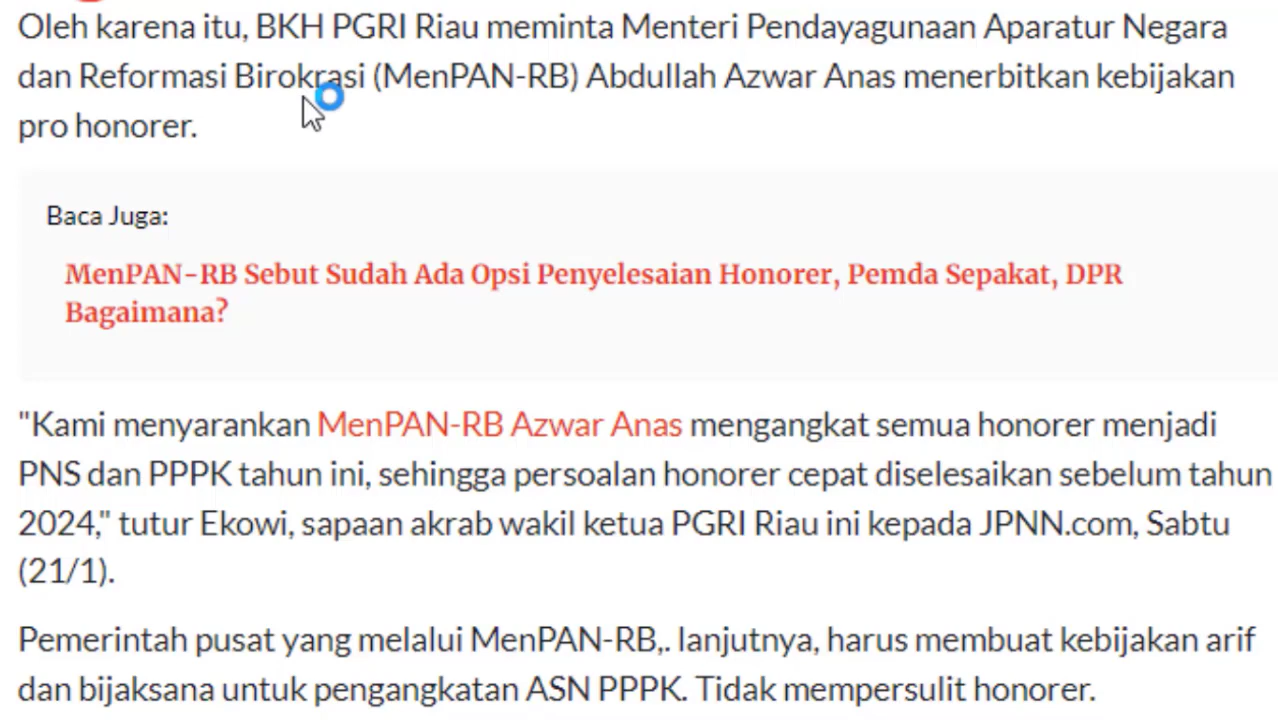 Oleh karena itu, BKH PGRI Riau meminta Menteri Pendayagunaan Aparatur Negara
dan Reformasi Birokrasi (MenPAN-RB) Abdullah Azwar Anas menerbitkan kebijakan
pro honorer.
Baca Juga:
MenPAN-RB Sebut Sudah Ada Opsi Penyelesaian Honorer, Pemda Sepakat, DPR
Bagaimana?
"Kami menyarankan MenPAN-RB Azwar Anas mengangkat semua honorer menjadi
PNS dan PPPK tahun ini, sehingga persoalan honorer cepat diselesaikan sebelum tahun
2024," tutur Ekowi, sapaan akrab wakil ketua PGRI Riau ini kepada JPNN.com, Sabtu
(21/1).
Pemerintah pusat yang melalui MenPAN-RB,. lanjutnya, harus membuat kebijakan arif
dan bijaksana untuk pengangkatan ASN PPPK. Tidak mempersulit honorer.